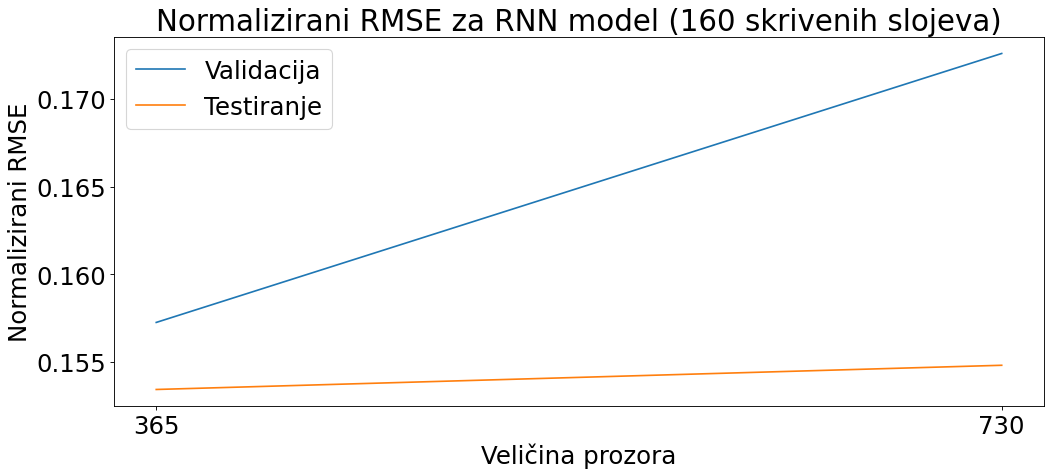 Normalizirani RMSE za RNN model (160 skrivenih slojeva)
Validacija
Testiranje
Normalizirani RMSE
0.170
0.165
0.160
0.155
365
730
Veličina prozora